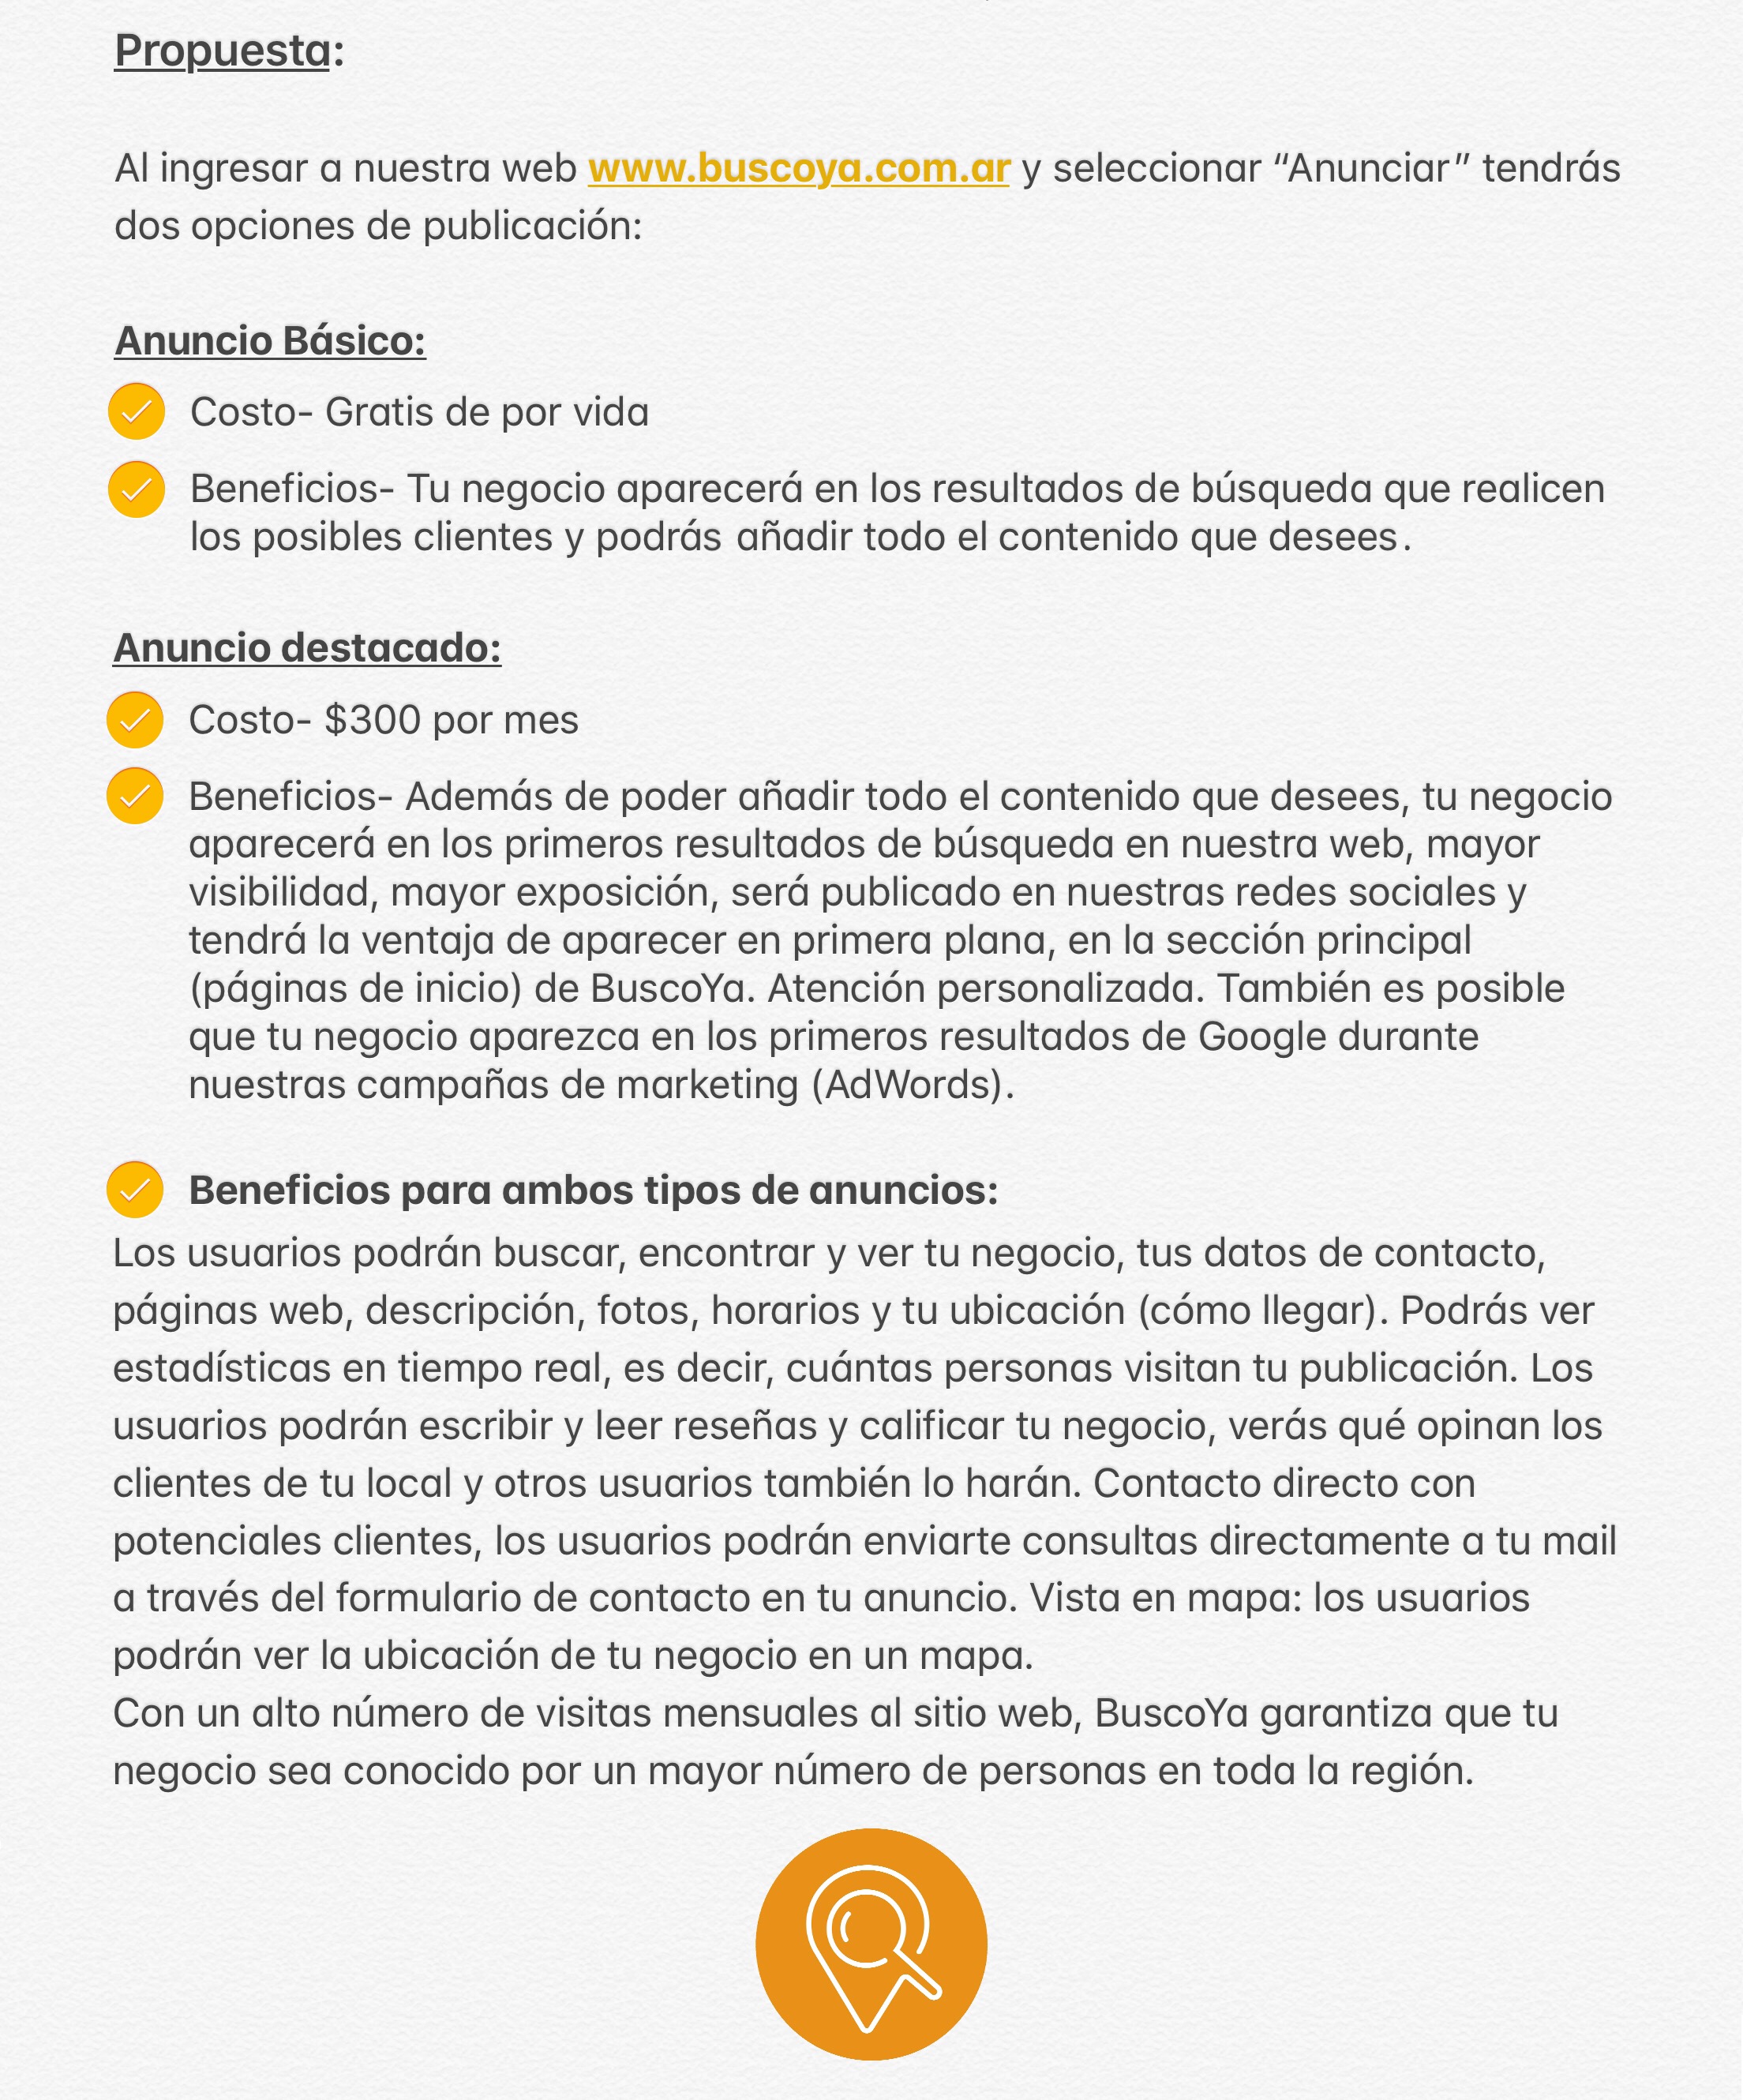 Propuesta:
Al ingresar a nuestra web www.buscoya.com.ar y seleccionar “Anunciar” tendrás
dos opciones de publicación:
Anuncio Básico:
Costo- Gratis de por vida
Beneficios- Tu negocio aparecerá en los resultados de búsqueda que realicen
los posibles clientes y podrás añadir todo el contenido que desees.
Anuncio destacado:
Costo- $300 por mes
Beneficios- Además de poder añadir todo el contenido que desees, tu negocio
aparecerá en los primeros resultados de búsqueda en nuestra web, mayor
visibilidad, mayor exposición, será publicado en nuestras redes sociales y
tendrá la ventaja de aparecer en primera plana, en la sección principal
(páginas de inicio) de BuscoYa. Atención personalizada. También es posible
que tu negocio aparezca en los primeros resultados de Google durante
nuestras campañas de marketing (AdWords).
Beneficios para ambos tipos de anuncios:
Los usuarios podrán buscar, encontrar y ver tu negocio, tus datos de contacto,
páginas web, descripción, fotos, horarios y tu ubicación (cómo llegar). Podrás ver
estadísticas en tiempo real, es decir, cuántas personas visitan tu publicación. Los
usuarios podrán escribir y leer reseñas y calificar tu negocio, verás qué opinan los
clientes de tu local y otros usuarios también lo harán. Contacto directo con
potenciales clientes, los usuarios podrán enviarte consultas directamente a tu mail
a través del formulario de contacto en tu anuncio. Vista en mapa: los usuarios
podrán ver la ubicación de tu negocio en un mapa.
Con un alto número de visitas mensuales al sitio web, BuscoYa garantiza que tu
negocio sea conocido por un mayor número de personas en toda la región.